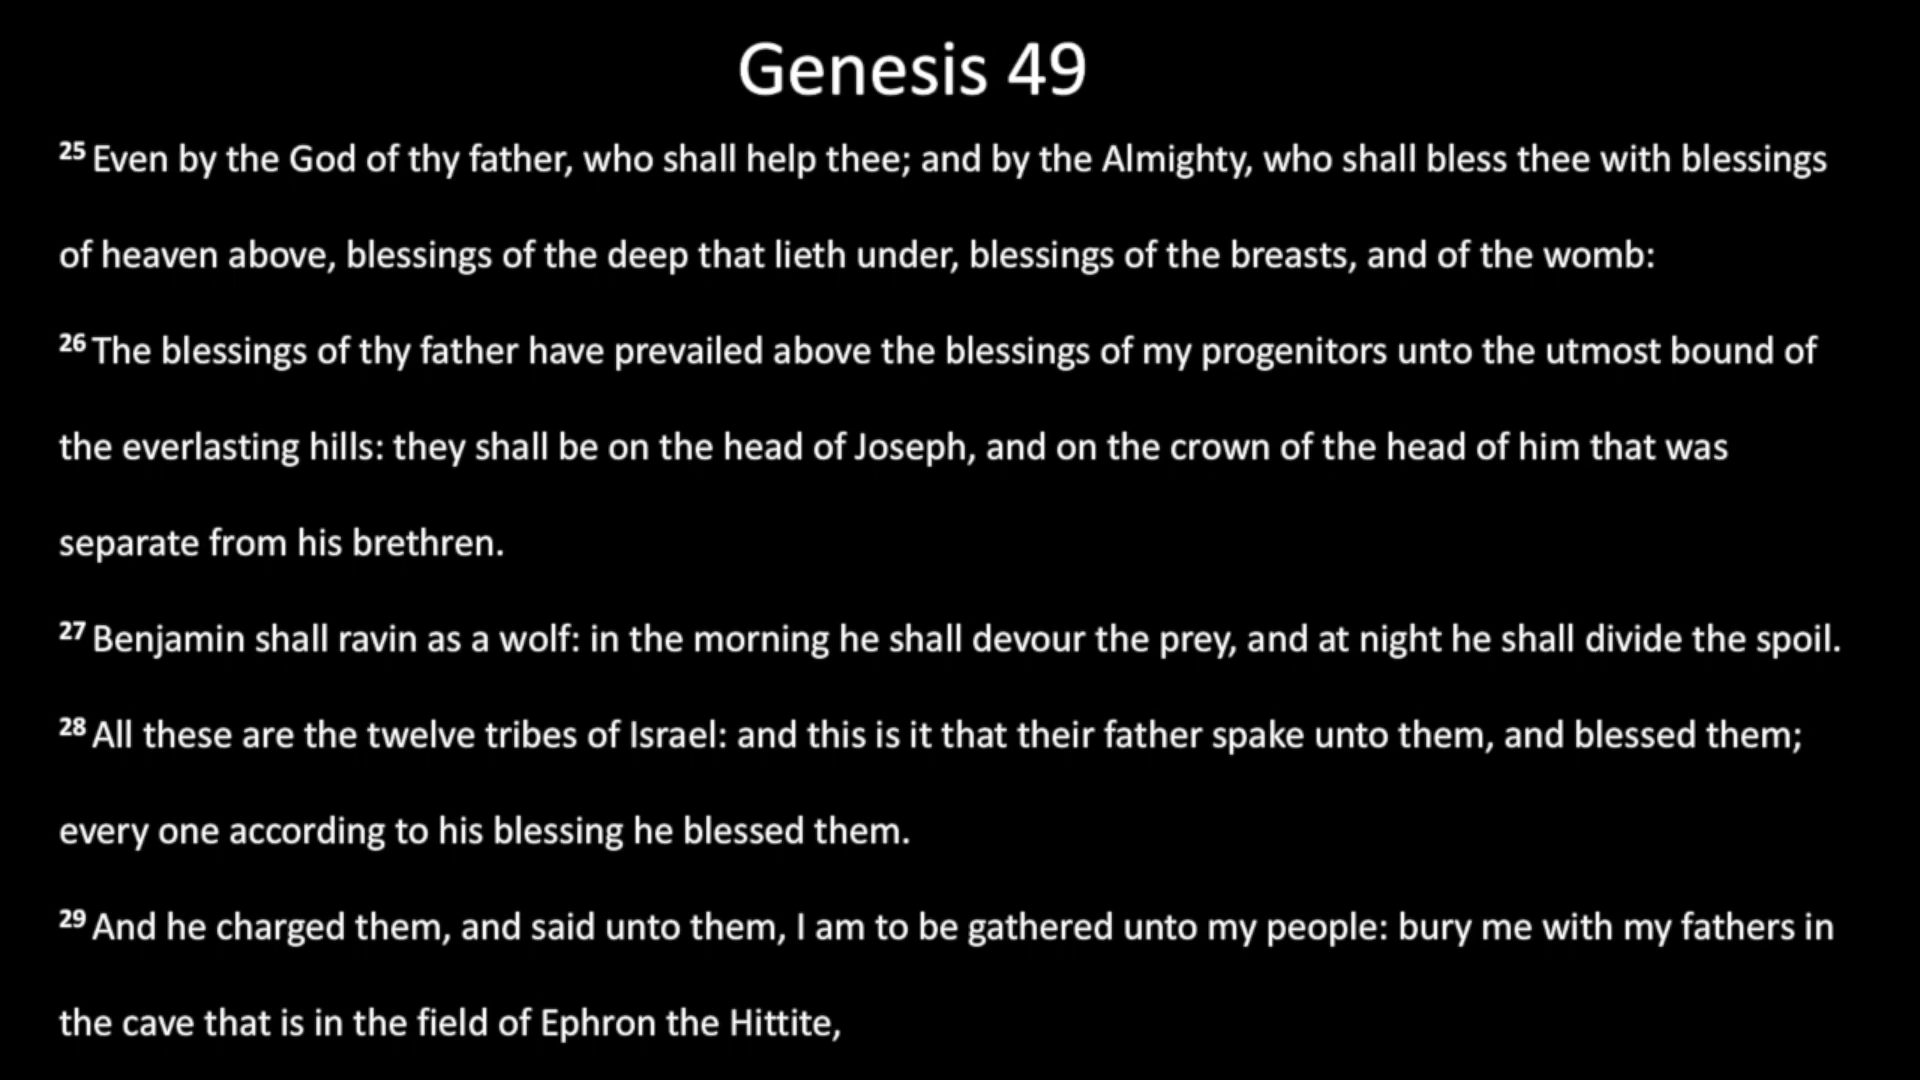 Genesis 49
25 Even by the God of thy father, who shall help thee; and by the Almighty, who shall bless thee with blessings
of heaven above, blessings of the deep that lieth under, blessings of the breasts, and of the womb:
26 The blessings of thy father have prevailed above the blessings of my progenitors unto the utmost bound of
the everlasting hills: they shall be on the head of Joseph, and on the crown of the head of him that was
separate from his brethren.
27 Benjamin shall ravin as a wolf: in the morning he shall devour the prey, and at night he shall divide the spoil.
28 All these are the twelve tribes of Israel: and this is it that their father spake unto them, and blessed them;
every one according to his blessing he blessed them.
29 And he charged them, and said unto them, I am to be gathered unto my people: bury me with my fathers in
the cave that is in the field of Ephron the Hittite,